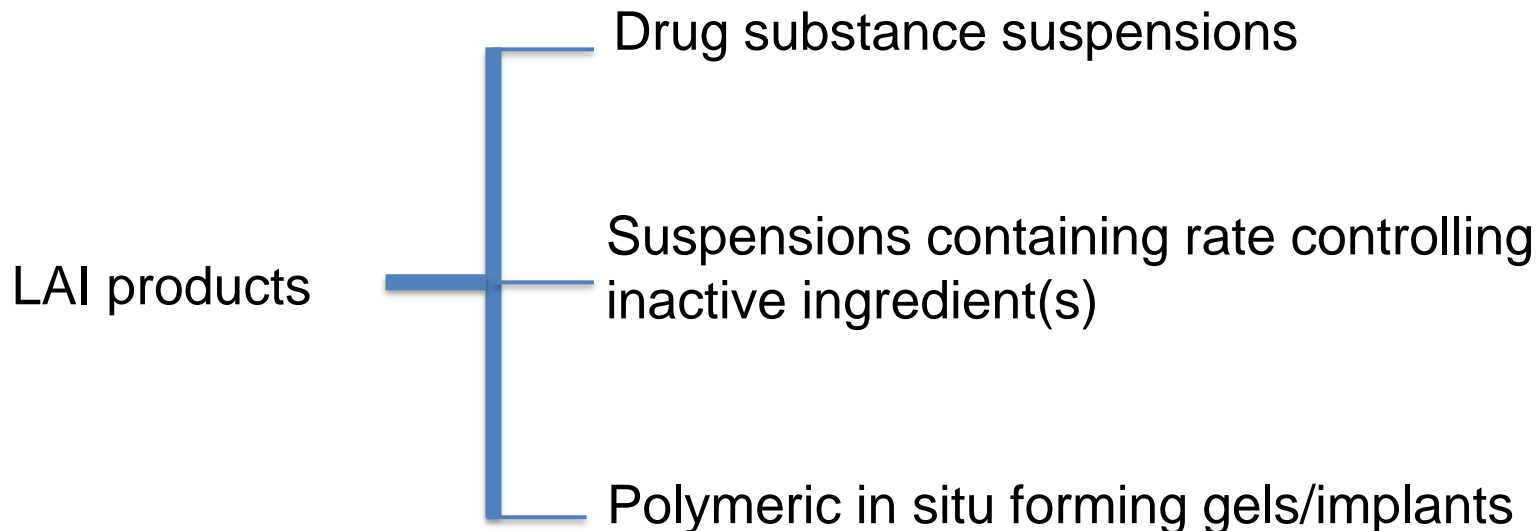 Drug substance suspensions
LAI products
Suspensions containing rate controlling
inactive ingredient(s)
Polymeric in situ forming gels/implants